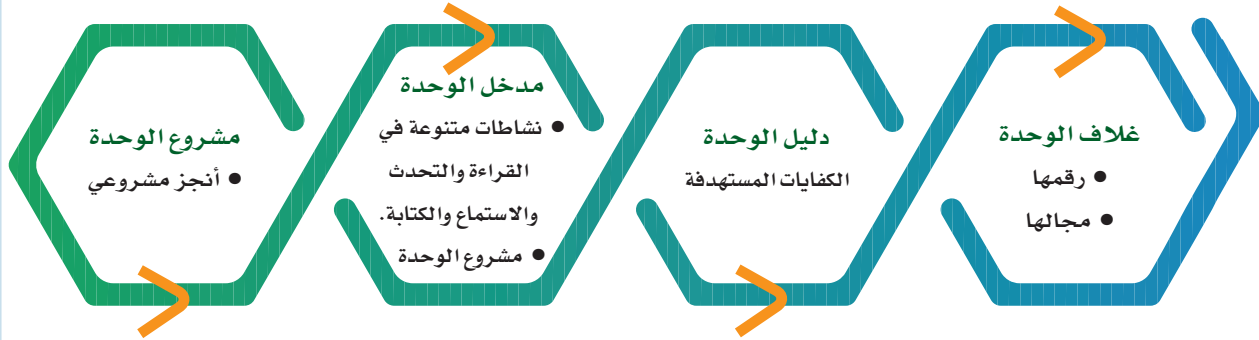 غلاف الوحدة
• رقمها
• مجالها
دليل الوحدة
الكفايات المستهدفة
مدخل الوحدة
• نشاطات متنوعة في
القراءة والتحدث
والاستماع والكتابة.
• مشروع الوحدة
مشروع الوحدة
• أنجز مشروعي